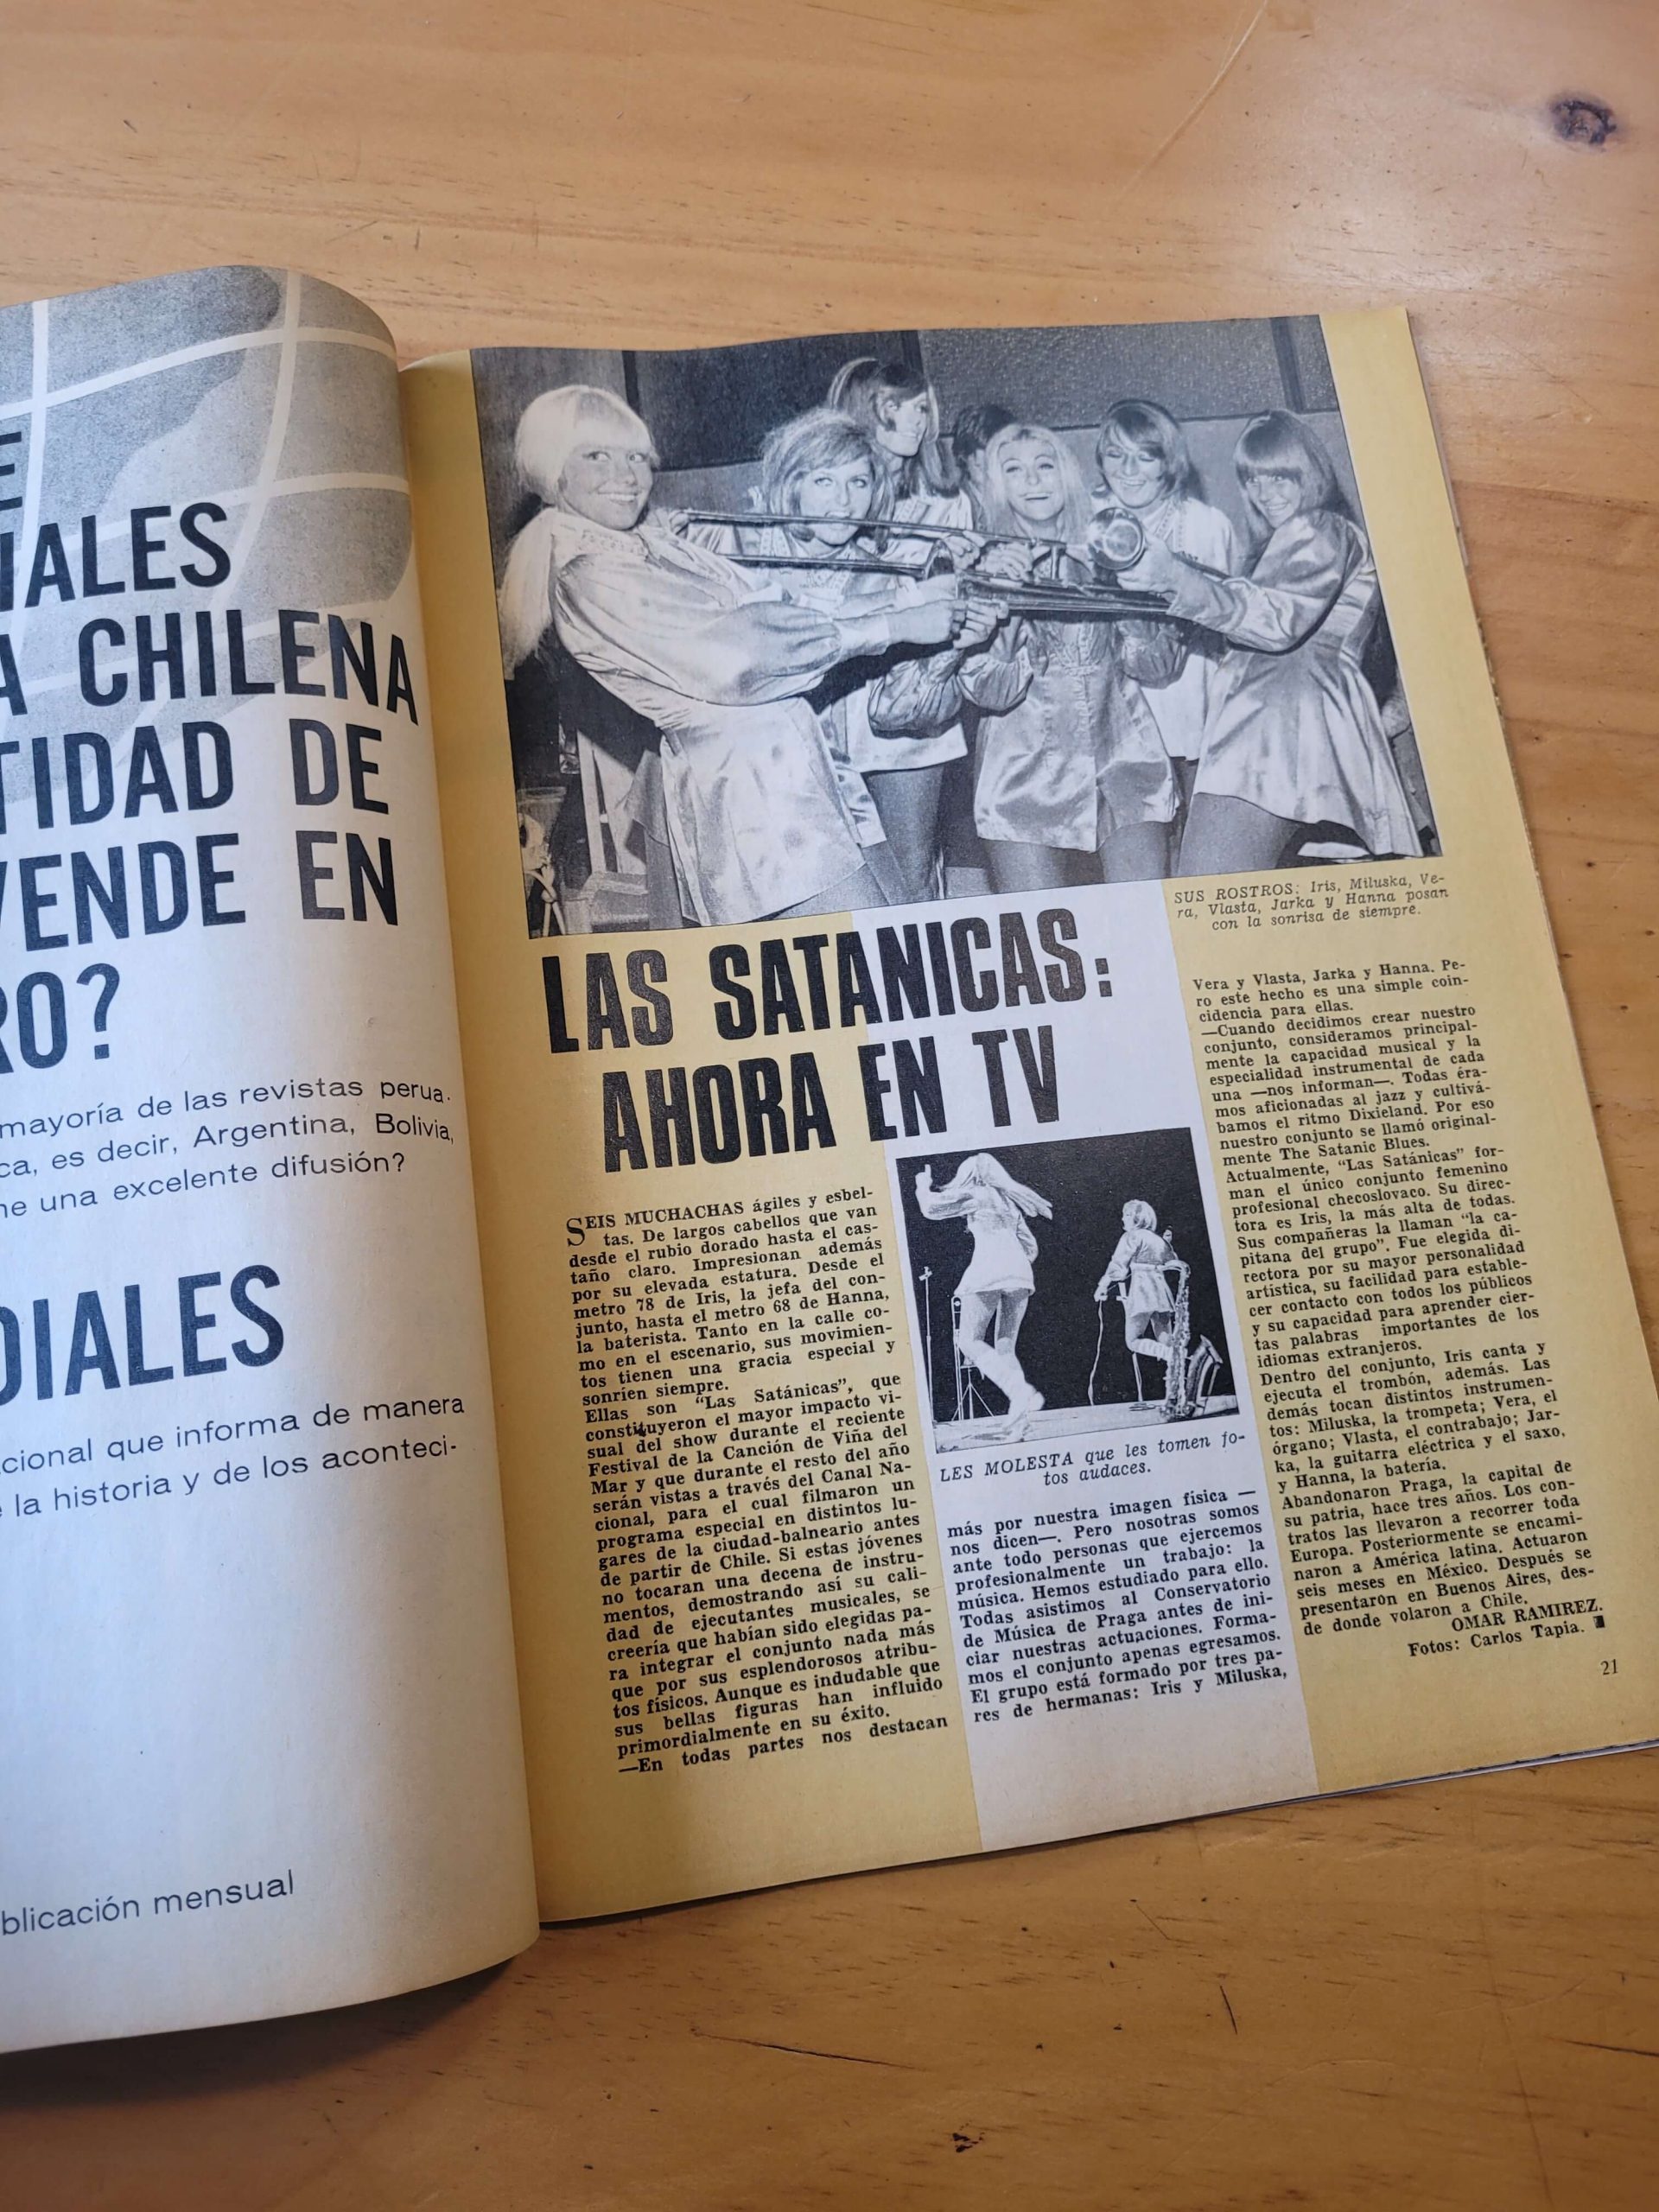 E
IALES
A CHILENA
TIDAD DE
VENDE EN
RO?
mayoría de las revistas perua.
ca, es decir, Argentina, Bolivia,
ne una excelente difusión?
DIALES
cional que informa de manera
la historia y de los aconteci-
blicación mensual
SUS ROSTROS: Iris, Miluska, Ve-
ra, Vlasta, Jarka y Hanna posan
con la sonrisa de siempre.
LAS SATANICAS:
AHORA EN TV
SEIS MUCHACHAS ágiles y esbel-
tas. De largos cabellos que van
desde el rubio dorado hasta el cas-
taño claro. Impresionan además
por su elevada estatura. Desde el
metro 78 de Iris, la jefa del con-
junto, hasta el metro 68 de Hanna,
la baterista. Tanto en la calle co-
mo en el escenario, sus movimien-
tos tienen una gracia especial y
sonríen siempre.
Ellas son "Las Satánicas", que
constituyeron el mayor impacto vi-
sual del show durante el reciente
Festival de la Canción de Viña del
Mar y que durante el resto del año
serán vistas a través del Canal Na-
cional, para el cual filmaron un
programa especial en distintos lu-
gares de la ciudad-balneario antes
de partir de Chile. Si estas jóvenes
no tocaran una decena de instru-
mentos, demostrando así su cali-
dad de ejecutantes musicales, se
creería que habían sido elegidas pa-
ra integrar el conjunto nada más
que por sus esplendorosos atribu-
tos físicos. Aunque es indudable que
sus bellas figuras han influido
primordialmente en su éxito.
—En todas partes nos destacan
LES MOLESTA que les tomen fo-
tos audaces.
más por nuestra imagen física —
nos dicen—. Pero nosotras somos
ante todo personas que ejercemos
profesionalmente un trabajo: la
música. Hemos estudiado para ello.
Todas asistimos al Conservatorio
de Música de Praga antes de ini-
ciar nuestras actuaciones. Forma-
mos el conjunto apenas egresamos.
El grupo está formado por tres pa-
res de hermanas: Iris y Miluska,
Vera y Vlasta, Jarka y Hanna. Pe-
ro este hecho es una simple coin-
cidencia para ellas.
—Cuando decidimos crear nuestro
conjunto, consideramos principal-
mente la capacidad musical y la
especialidad instrumental de cada
una —nos informan—. Todas éra-
mos aficionadas al jazz y cultivá-
bamos el ritmo Dixieland. Por eso
nuestro conjunto se llamó original-
mente The Satanic Blues.
Actualmente, "Las Satánicas" for-
man el único conjunto femenino
profesional checoslovaco. Su direc-
tora es Iris, la más alta de todas.
Sus compañeras la llaman "la ca-
pitana del grupo". Fue elegida di-
rectora por su mayor personalidad
artística, su facilidad para estable-
cer contacto con todos los públicos
y su capacidad para aprender cier-
tas palabras importantes de los
idiomas extranjeros.
Dentro del conjunto, Iris canta y
ejecuta el trombón, además. Las
demás tocan distintos instrumen-
tos: Miluska, la trompeta; Vera, el
órgano; Vlasta, el contrabajo; Jar-
ka, la guitarra eléctrica y el saxo,
y Hanna, la batería.
Abandonaron Praga, la capital de
su patria, hace tres años. Los con-
tratos las llevaron a recorrer toda
Europa. Posteriormente se encami-
naron a América latina. Actuaron
seis meses en México. Después se
presentaron en Buenos Aires, des-
de donde volaron a Chile.
OMAR RAMIREZ.
Fotos: Carlos Tapia.
21